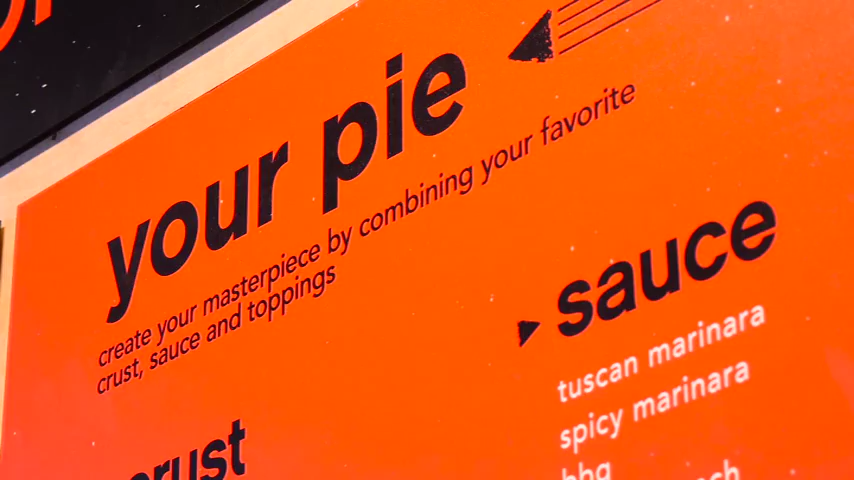 your pie
create your masterpiece by combining your favorite
crust, sauce and toppings
crust
sauce
tuscan marinara
spicy marinara
bbq